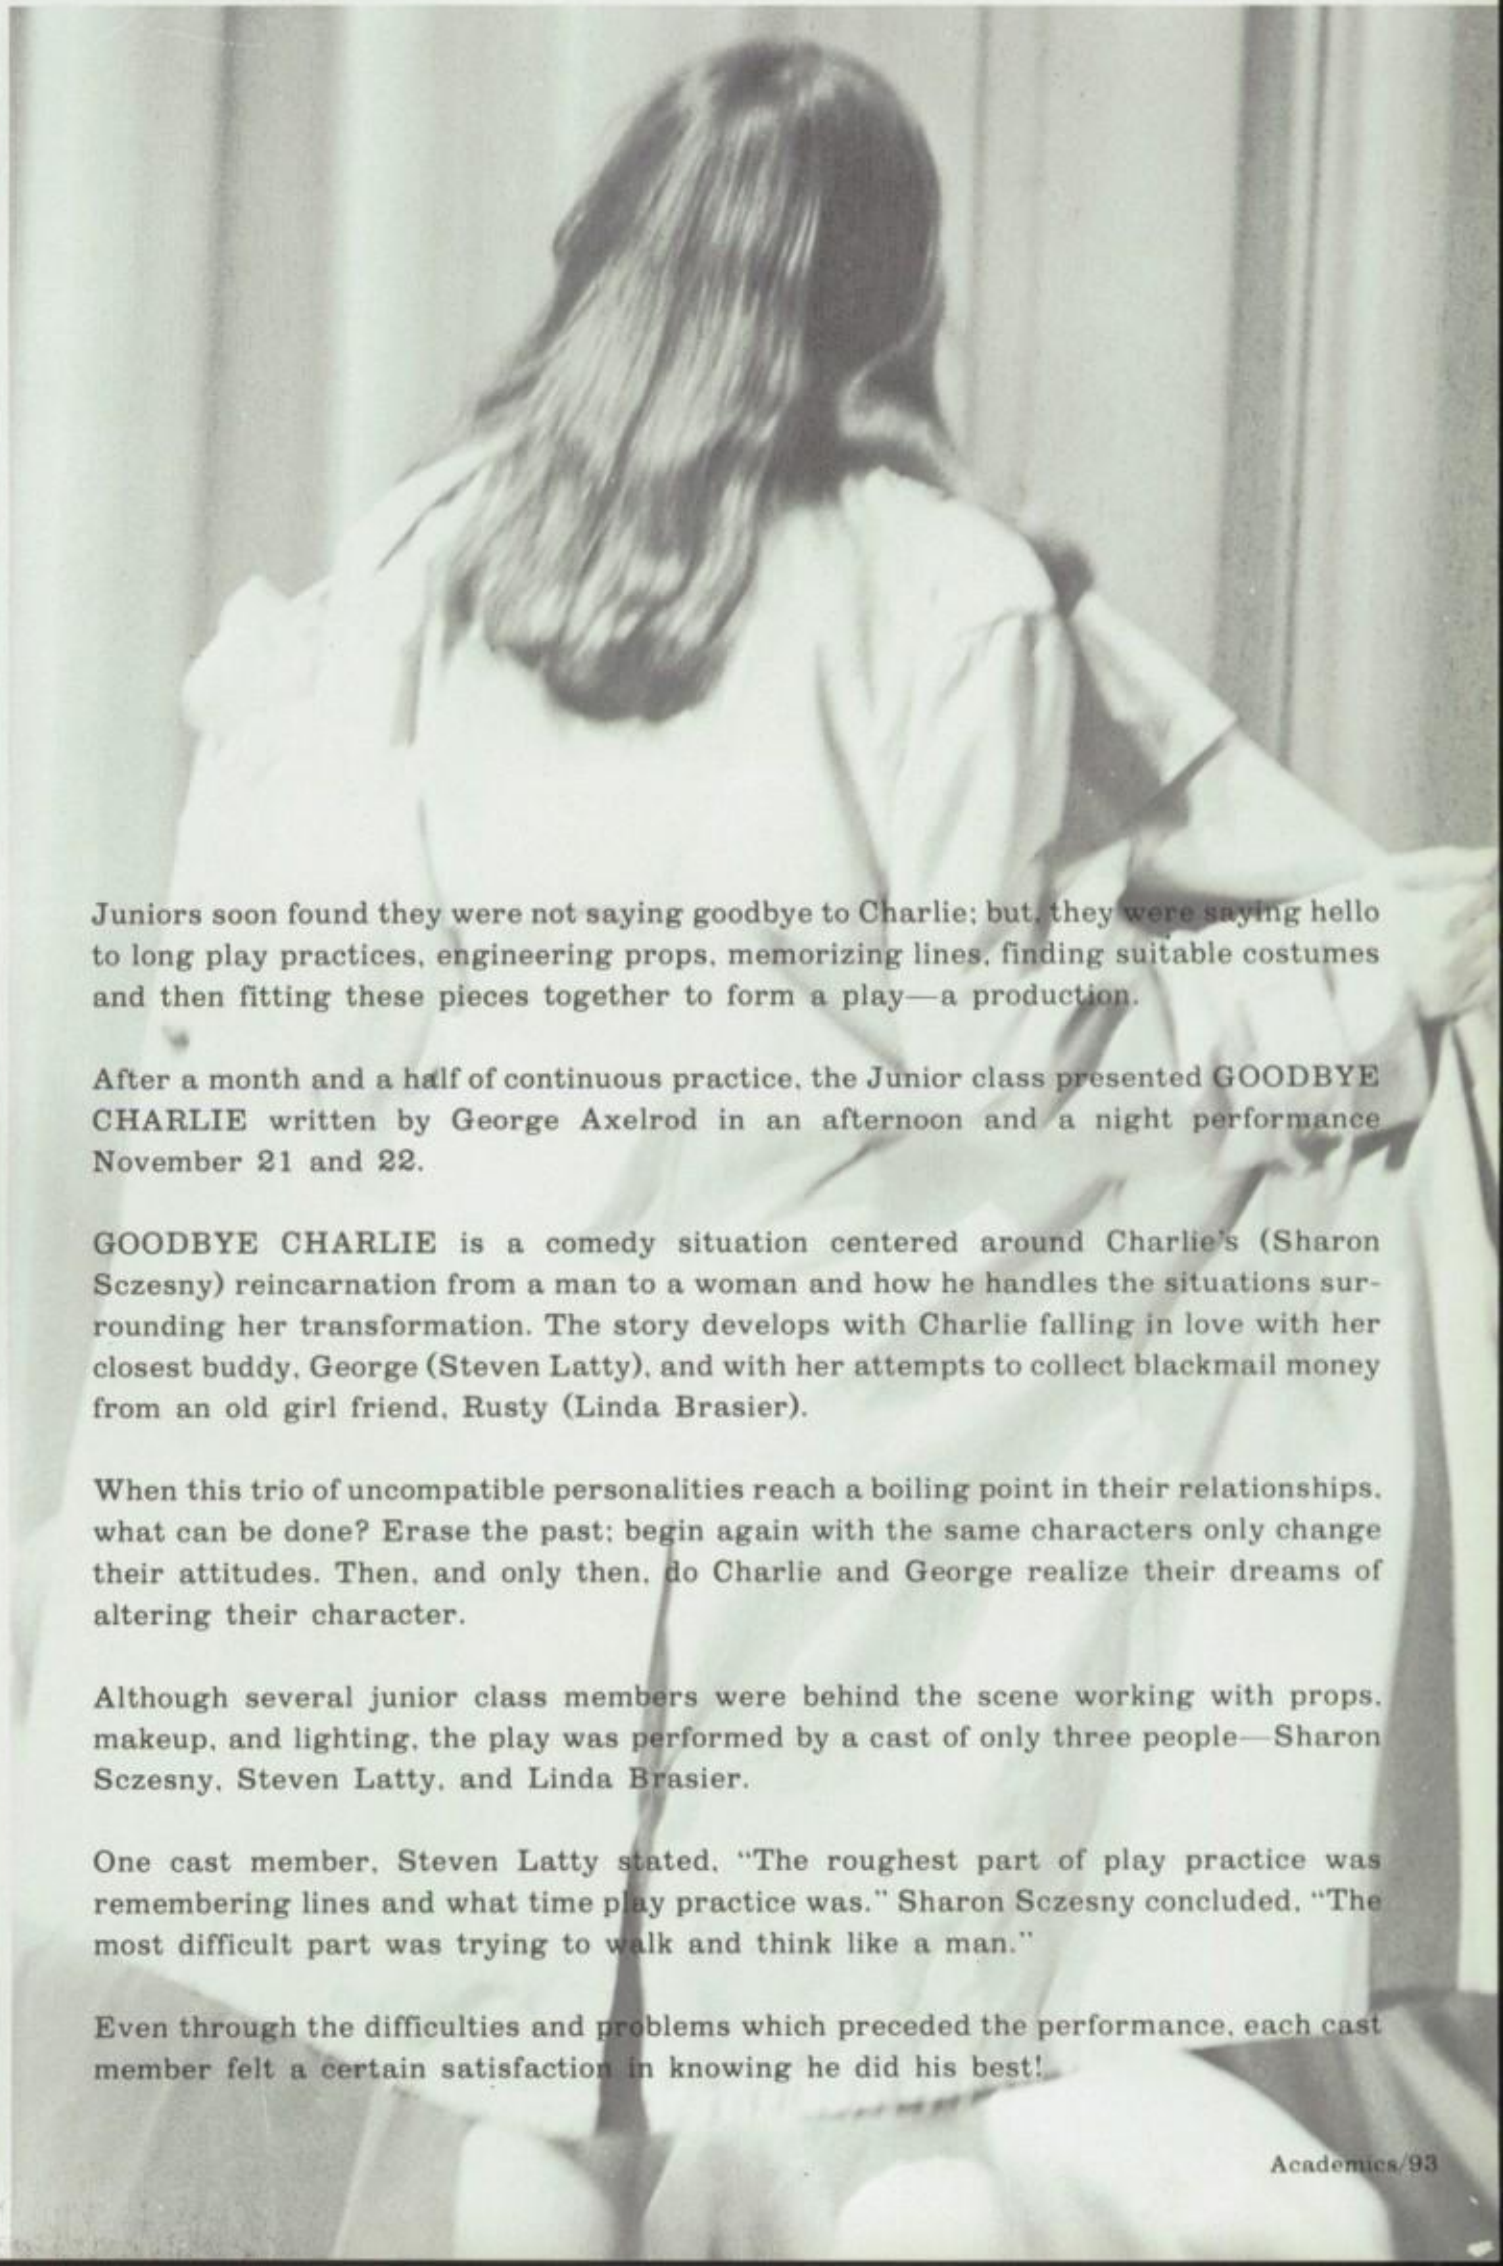 Juniors soon found they were not saying goodbye to Charlie; but, they were saying hello
to long play practices, engineering props, memorizing lines, finding suitable costumes
and then fitting these pieces together to form a play—a production.
After a month and a half of continuous practice, the Junior class presented GOODBYE
CHARLIE written by George Axelrod in an afternoon and a night performance
November 21 and 22.
GOODBYE CHARLIE is a comedy situation centered around Charlie's (Sharon
Sczesny) reincarnation from a man to a woman and how he handles the situations sur-
rounding her transformation. The story develops with Charlie falling in love with her
closest buddy, George (Steven Latty), and with her attempts to collect blackmail money
from an old girl friend, Rusty (Linda Brasier).
When this trio of uncompatible personalities reach a boiling point in their relationships,
what can be done? Erase the past; begin again with the same characters only change
their attitudes. Then, and only then, do Charlie and George realize their dreams of
altering their character.
Although several junior class members were behind the scene working with props,
makeup, and lighting, the play was performed by a cast of only three people—Sharon
Sczesny, Steven Latty, and Linda Brasier.
One cast member, Steven Latty stated, "The roughest part of play practice was
remembering lines and what time play practice was." Sharon Sczesny concluded, "The
most difficult part was trying to walk and think like a man."
Even through the difficulties and problems which preceded the performance, each cast
member felt a certain satisfaction in knowing he did his best!
Academics/93